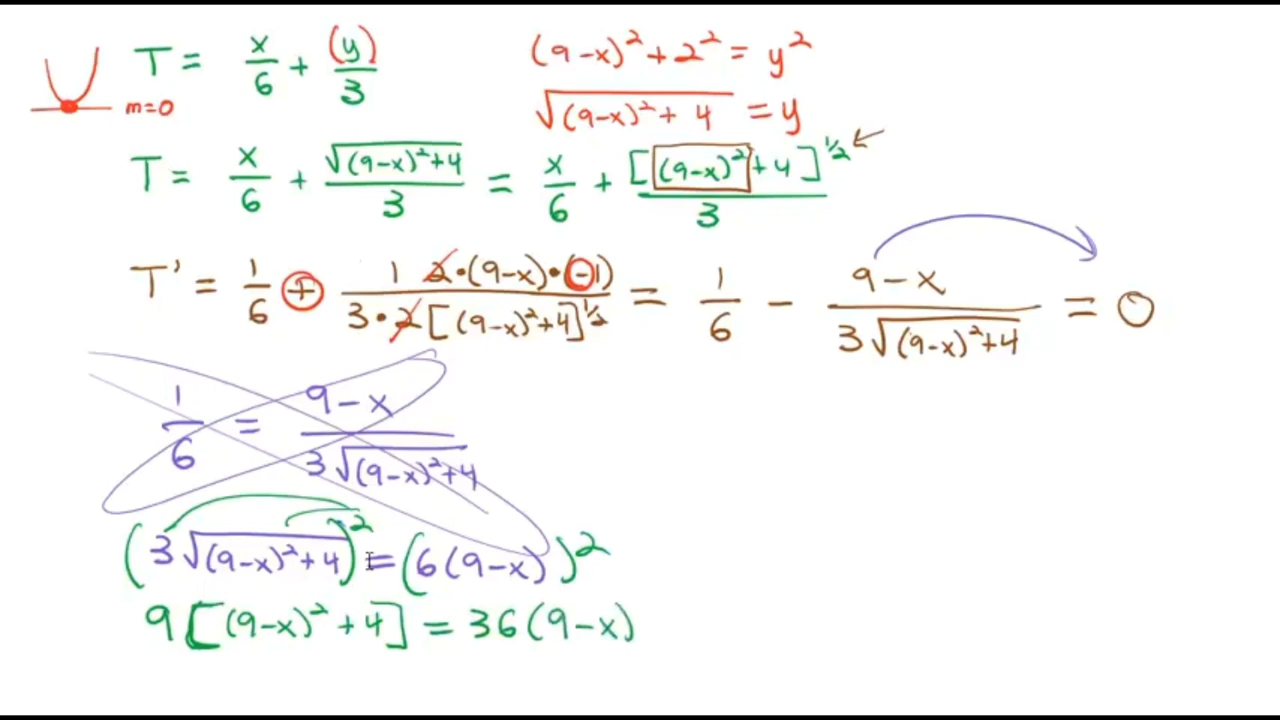 T = x/6 + (y)/3
(9-x)² + 2² = y²
m=0
√((9-x)² + 4) = y
T = x/6 + √((9-x)²+4)/3 = x/6 + [(9-x)² + 4]^½/3 ←
T' = 1/6 + (1 2·(9-x)·(-1))/(3·2[(9-x)²+4]^½) = 1/6 - (9-x)/(3√((9-x)²+4)) = 0
1/6 = (9-x)/(3√((9-x)²+4))
(3√((9-x)²+4))² = (6(9-x))²
9[(9-x)² + 4] = 36(9-x)